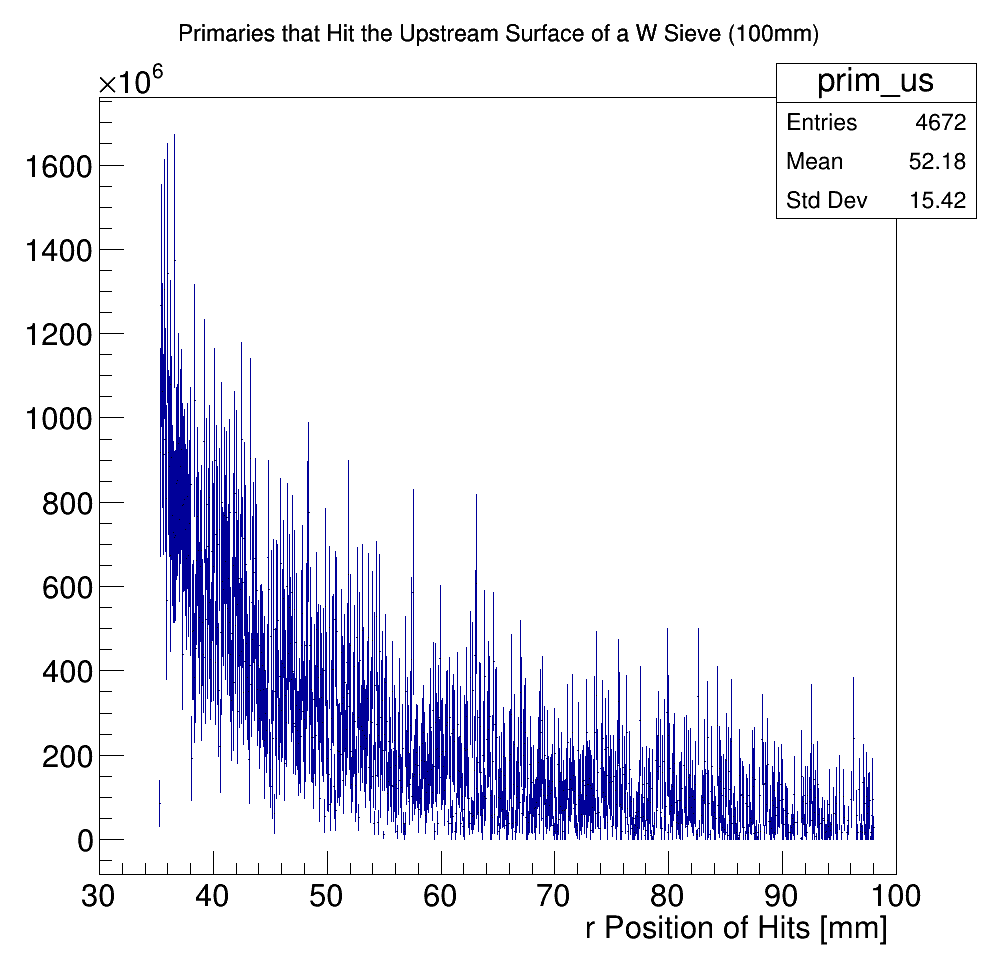 Primaries that Hit the Upstream Surface of a W Sieve (100mm)
×10⁶
prim_us
Entries 4672
Mean 52.18
Std Dev 15.42
1600
1400
1200
1000
800
600
400
200
0
30 40 50 60 70 80 90 100
r Position of Hits [mm]